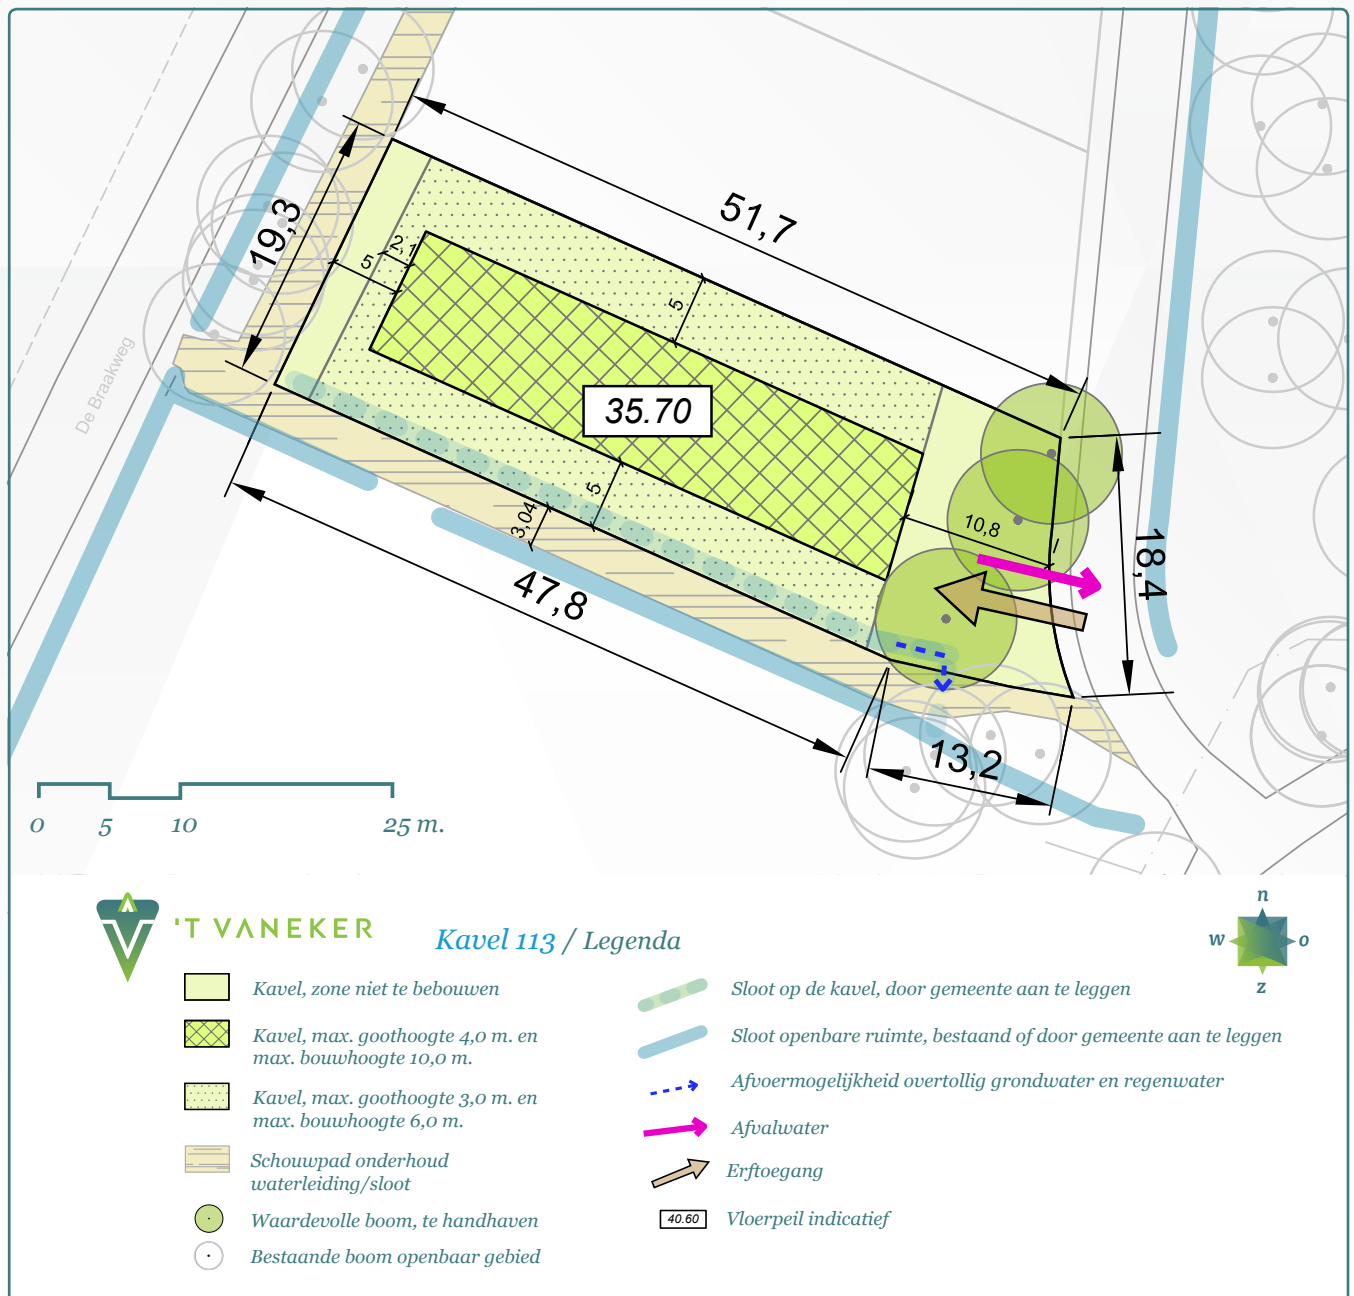 51,7
19,3
2,1
5
5
De Braakweg
35.70
5
3,04
10,8
18,4
47,8
13,2
0 5 10 25 m.
'T VANEKER
Kavel 113 / Legenda
n
w o
z
Kavel, zone niet te bebouwen
Kavel, max. goothoogte 4,0 m. en
max. bouwhoogte 10,0 m.
Kavel, max. goothoogte 3,0 m. en
max. bouwhoogte 6,0 m.
Schouwpad onderhoud
waterleiding/sloot
Waardevolle boom, te handhaven
Bestaande boom openbaar gebied
Sloot op de kavel, door gemeente aan te leggen
Sloot openbare ruimte, bestaand of door gemeente aan te leggen
Afvoermogelijkheid overtollig grondwater en regenwater
Afvalwater
Erftoegang
40.60 Vloerpeil indicatief